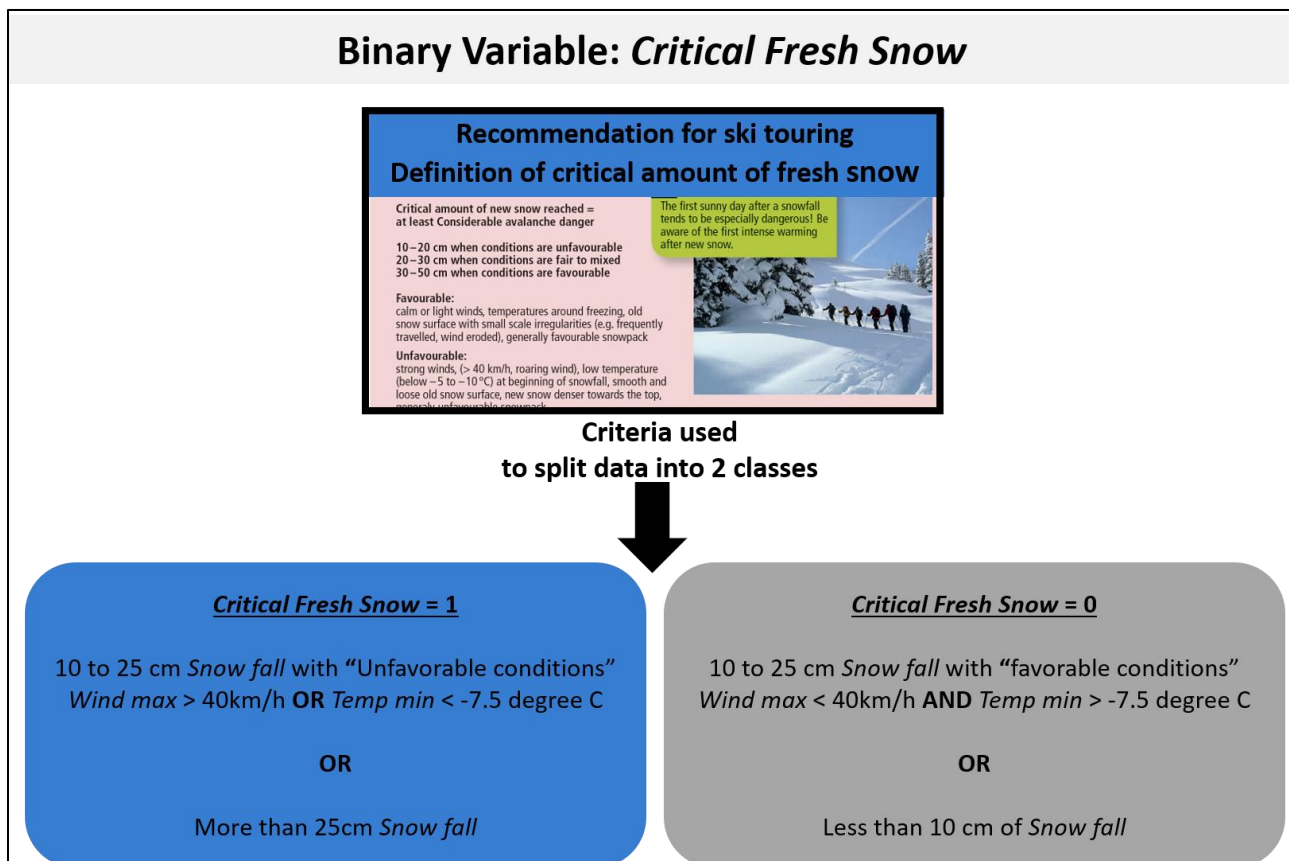 Binary Variable: Critical Fresh Snow
Recommendation for ski touring
Definition of critical amount of fresh snow
Critical amount of new snow reached =
at least Considerable avalanche danger
10–20 cm when conditions are unfavourable
20–30 cm when conditions are fair to mixed
30–50 cm when conditions are favourable
Favourable:
calm or light winds, temperatures around freezing, old
snow surface with small scale irregularities (e.g. frequently
travelled, wind eroded), generally favourable snowpack
Unfavourable:
strong winds, (> 40 km/h, roaring wind), low temperature
(below –5 to –10 °C) at beginning of snowfall, smooth and
loose old snow surface, new snow denser towards the top,
generaly unfavourable snowpack
The first sunny day after a snowfall
tends to be especially dangerous! Be
aware of the first intense warming
after new snow.
Criteria used
to split data into 2 classes
Critical Fresh Snow = 1
10 to 25 cm Snow fall with “Unfavorable conditions”
Wind max > 40km/h OR Temp min < -7.5 degree C
OR
More than 25cm Snow fall
Critical Fresh Snow = 0
10 to 25 cm Snow fall with “favorable conditions”
Wind max < 40km/h AND Temp min > -7.5 degree C
OR
Less than 10 cm of Snow fall